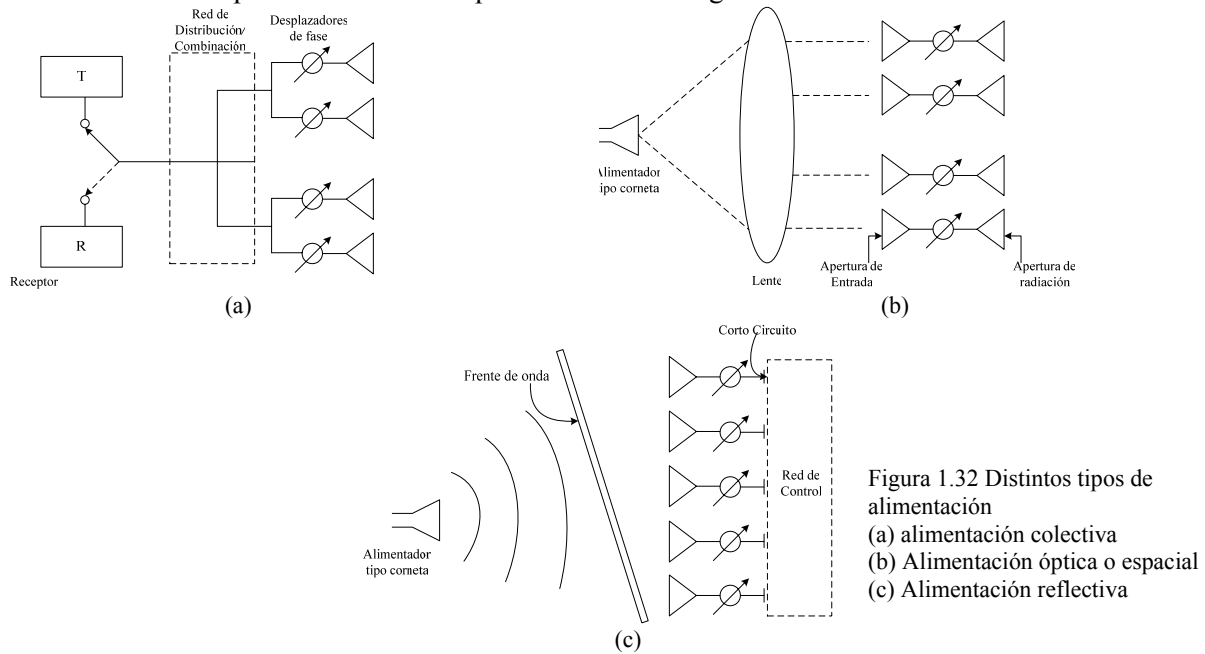 Red de
Distribución/
Combinación
Desplazadores
de fase
T
R
Receptor
(a)
Alimentador
tipo corneta
Lente
Apertura de
Entrada
Apertura de
radiación
(b)
Corto Circuito
Frente de onda
Alimentador
tipo corneta
Red de
Control
(c)
Figura 1.32 Distintos tipos de
alimentación
(a) alimentación colectiva
(b) Alimentación óptica o espacial
(c) Alimentación reflectiva